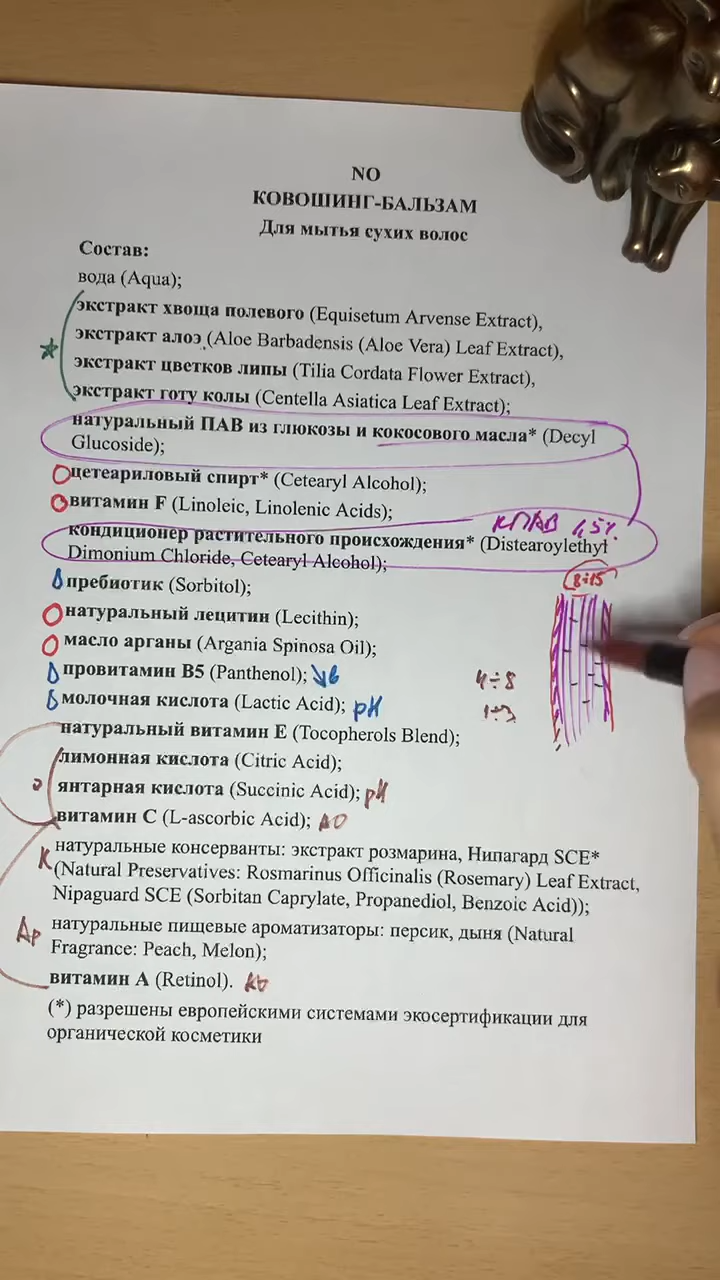 NO
КОВОШИНГ-БАЛЬЗАМ
Для мытья сухих волос
Состав:
вода (Aqua);
экстракт хвоща полевого (Equisetum Arvense Extract),
экстракт алоэ (Aloe Barbadensis (Aloe Vera) Leaf Extract),
экстракт цветков липы (Tilia Cordata Flower Extract),
экстракт готу колы (Centella Asiatica Leaf Extract);
натуральный ПАВ из глюкозы и кокосового масла* (Decyl
Glucoside);
цетеариловый спирт* (Cetearyl Alcohol);
витамин F (Linoleic, Linolenic Acids);
КПАВ 1,5%
кондиционер растительного происхождения* (Distearoylethyl
Dimonium Chloride, Cetearyl Alcohol);
8÷15
пребиотик (Sorbitol);
натуральный лецитин (Lecithin);
масло арганы (Argania Spinosa Oil);
провитамин В5 (Panthenol); 4÷8
молочная кислота (Lactic Acid); pH 1÷3
натуральный витамин Е (Tocopherols Blend);
лимонная кислота (Citric Acid);
янтарная кислота (Succinic Acid); pH
витамин С (L-ascorbic Acid); АО
К натуральные консерванты: экстракт розмарина, Нипагард SCE*
(Natural Preservatives: Rosmarinus Officinalis (Rosemary) Leaf Extract,
Nipaguard SCE (Sorbitan Caprylate, Propanediol, Benzoic Acid));
Ар натуральные пищевые ароматизаторы: персик, дыня (Natural
Fragrance: Peach, Melon);
витамин А (Retinol).
(*) разрешены европейскими системами экосертификации для
органической косметики